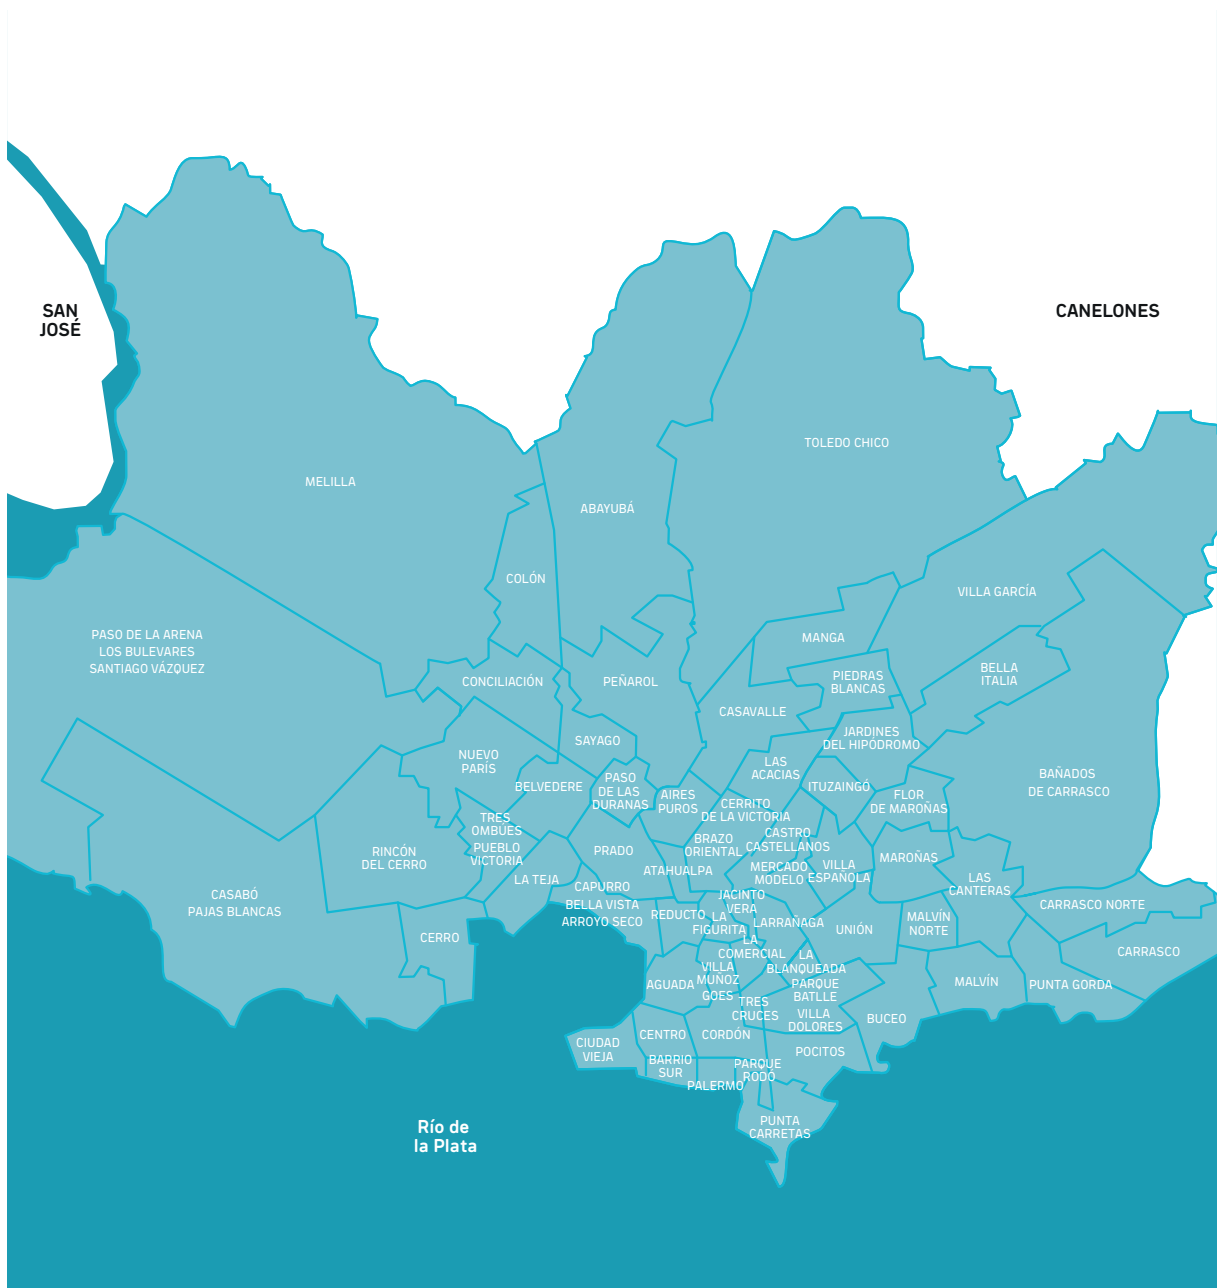 SAN
JOSÉ
CANELONES
TOLEDO CHICO
MELILLA
ABAYUBÁ
COLÓN
VILLA GARCÍA
PASO DE LA ARENA
LOS BULEVARES
SANTIAGO VÁZQUEZ
MANGA
CONCILIACIÓN
PEÑAROL
PIEDRAS
BLANCAS
BELLA
ITALIA
CASAVALLE
SAYAGO
JARDINES
DEL HIPÓDROMO
NUEVO
PARÍS
LAS
ACACIAS
BAÑADOS
DE CARRASCO
BELVEDERE
PASO
DE LAS
DURANAS
ITUZAINGÓ
AIRES
PUROS
FLOR
DE MAROÑAS
CERRITO
DE LA VICTORIA
TRES
OMBÚES
PUEBLO
VICTORIA
CASTRO
CASTELLANOS
BRAZO
ORIENTAL
RINCÓN
DEL CERRO
PRADO
MAROÑAS
ATAHUALPA
MERCADO
MODELO
VILLA
ESPAÑOLA
LA TEJA
LAS
CANTERAS
CASABÓ
PAJAS BLANCAS
CAPURRO
BELLA VISTA
ARROYO SECO
JACINTO
VERA
CARRASCO NORTE
REDUCTO
LA
FIGURITA
LARRAÑAGA
UNIÓN
MALVÍN
NORTE
CERRO
LA
COMERCIAL
CARRASCO
LA
BLANQUEADA
VILLA
MUÑOZ
GOES
AGUADA
PARQUE
BATLLE
MALVÍN
PUNTA GORDA
TRES
CRUCES
VILLA
DOLORES
BUCEO
CENTRO
CORDÓN
CIUDAD
VIEJA
POCITOS
BARRIO
SUR
PARQUE
RODÓ
PALERMO
PUNTA
CARRETAS
Río de
la Plata